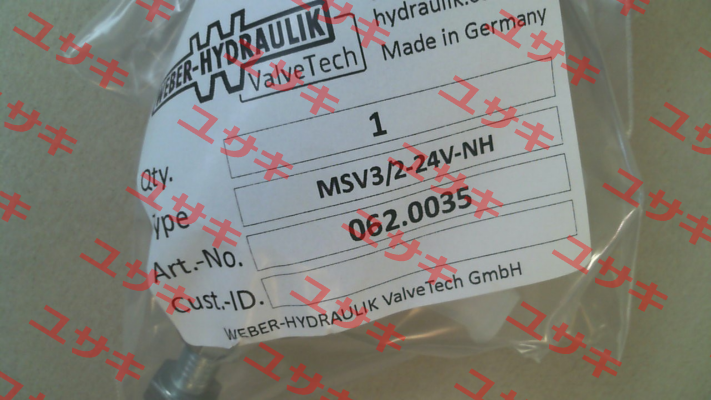 WEBER-HYDRAULIK
ValveTech
Made in Germany
Qty. 1
Type MSV3/2-24V-NH
Art.-No. 062.0035
Cust.-ID.
WEBER-HYDRAULIK ValveTech GmbH
ユサキ